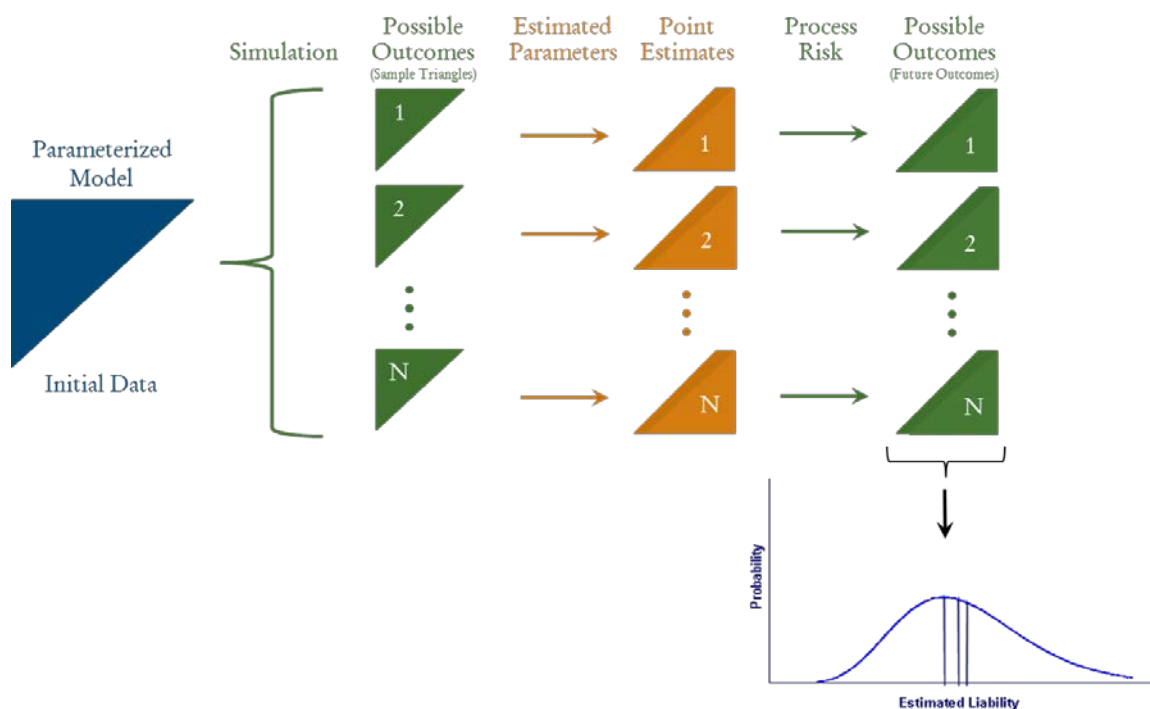 Simulation
Possible
Outcomes
(Sample Triangles)
Estimated
Parameters
Point
Estimates
Process
Risk
Possible
Outcomes
(Future Outcomes)
Parameterized
Model
Initial Data
1
1
1
2
2
2
N
N
N
Probability
Estimated Liability